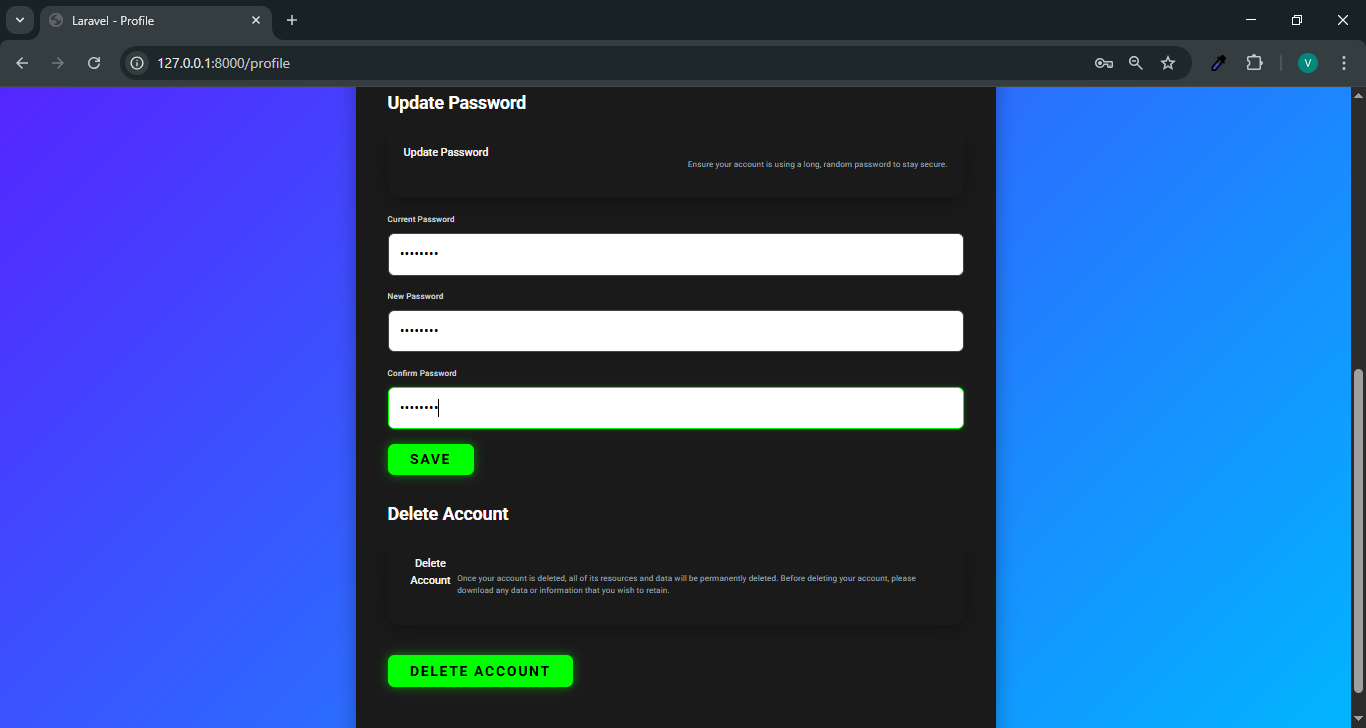 Laravel - Profile
127.0.0.1:8000/profile
V
Update Password
Update Password
Ensure your account is using a long, random password to stay secure.
Current Password
••••••••
New Password
••••••••
Confirm Password
••••••••
SAVE
Delete Account
Delete
Account
Once your account is deleted, all of its resources and data will be permanently deleted. Before deleting your account, please
download any data or information that you wish to retain.
DELETE ACCOUNT